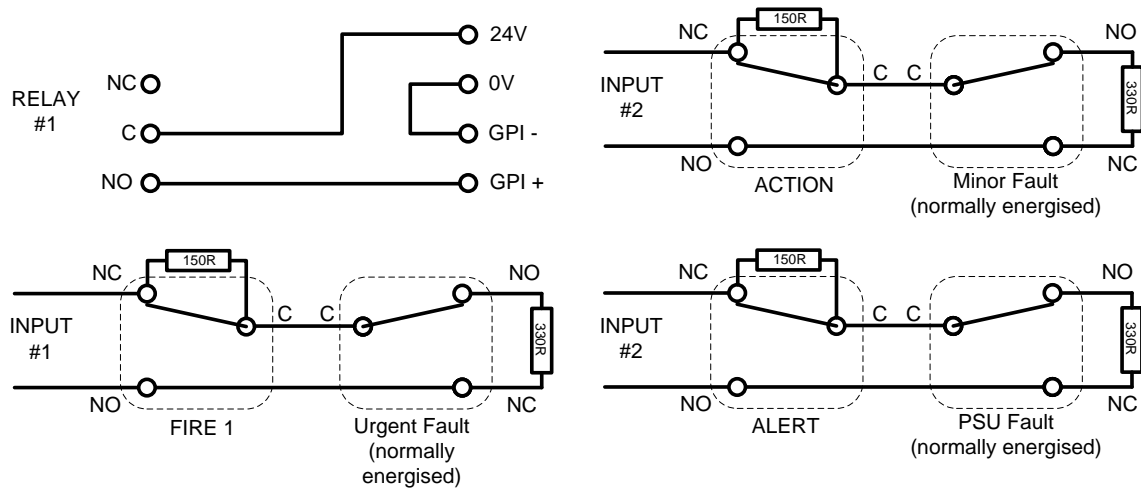 RELAY
#1
NC
C
NO
24V
0V
GPI -
GPI +
INPUT
#2
NC
NO
150R
C C
NO
NC
330R
ACTION
Minor Fault
(normally energised)
INPUT
#1
NC
NO
150R
C C
NO
NC
330R
FIRE 1
Urgent Fault
(normally
energised)
INPUT
#2
NC
NO
150R
C C
NO
NC
330R
ALERT
PSU Fault
(normally energised)